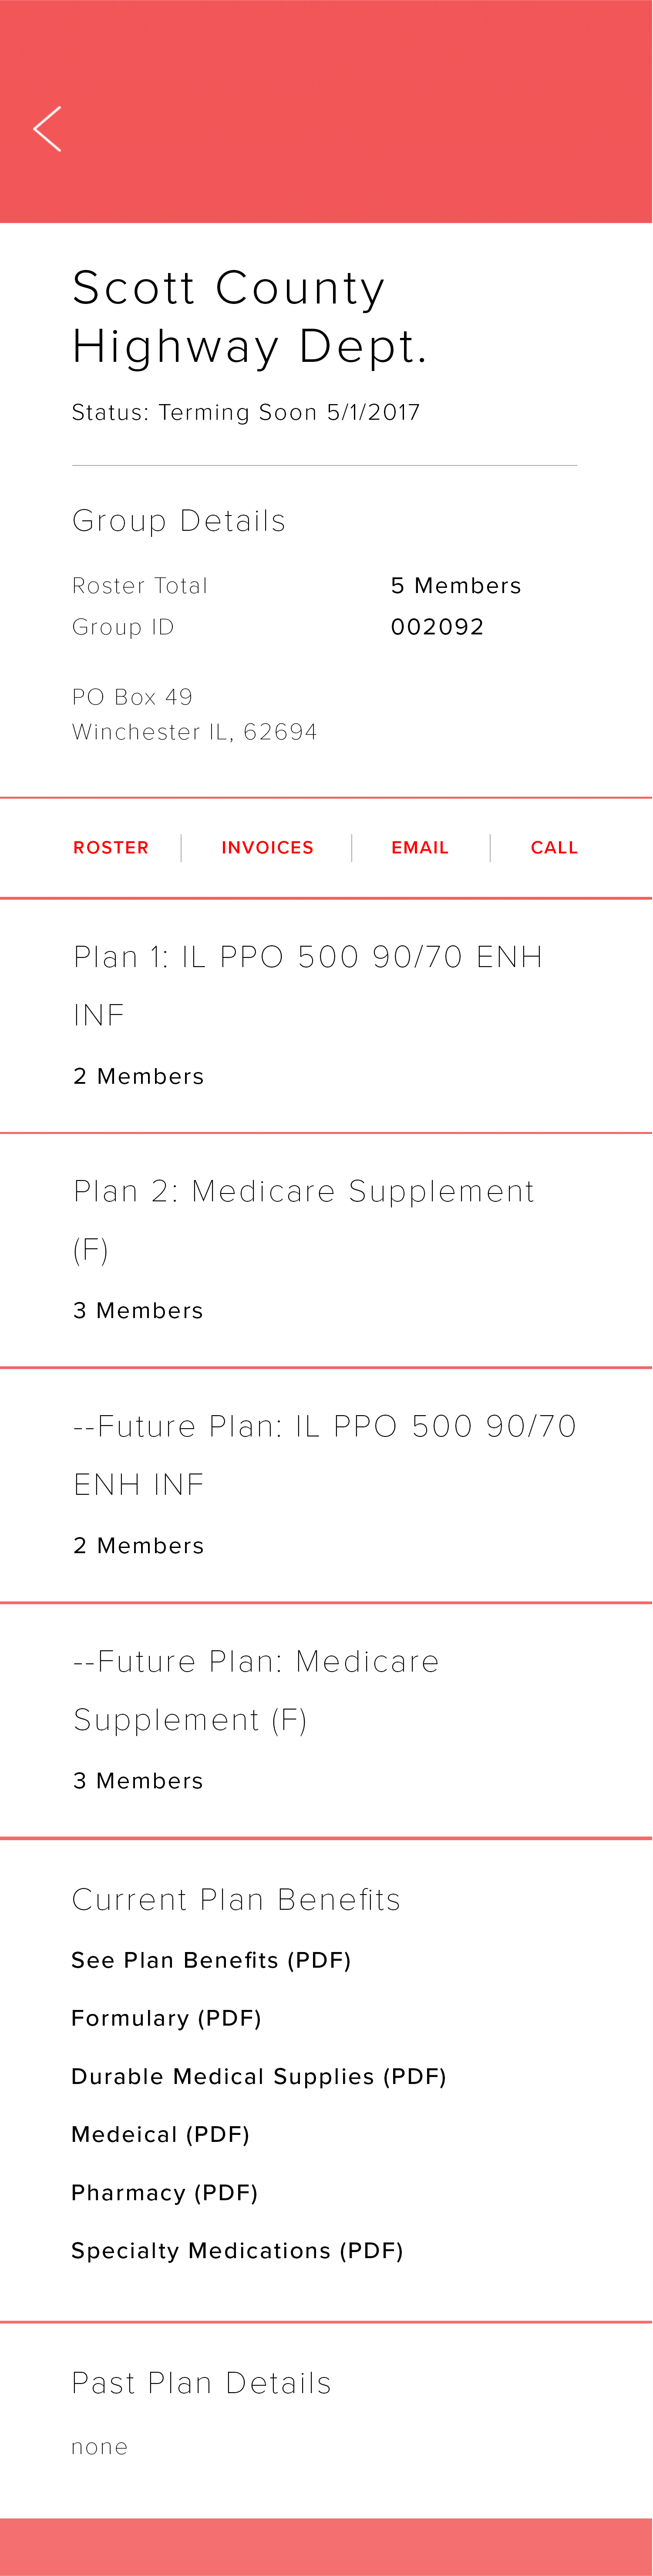 Scott County
Highway Dept.
Status: Terming Soon 5/1/2017
Group Details
Roster Total 5 Members
Group ID 002092
PO Box 49
Winchester IL, 62694
ROSTER INVOICES EMAIL CALL
Plan 1: IL PPO 500 90/70 ENH
INF
2 Members
Plan 2: Medicare Supplement
(F)
3 Members
--Future Plan: IL PPO 500 90/70
ENH INF
2 Members
--Future Plan: Medicare
Supplement (F)
3 Members
Current Plan Benefits
See Plan Benefits (PDF)
Formulary (PDF)
Durable Medical Supplies (PDF)
Medeical (PDF)
Pharmacy (PDF)
Specialty Medications (PDF)
Past Plan Details
none